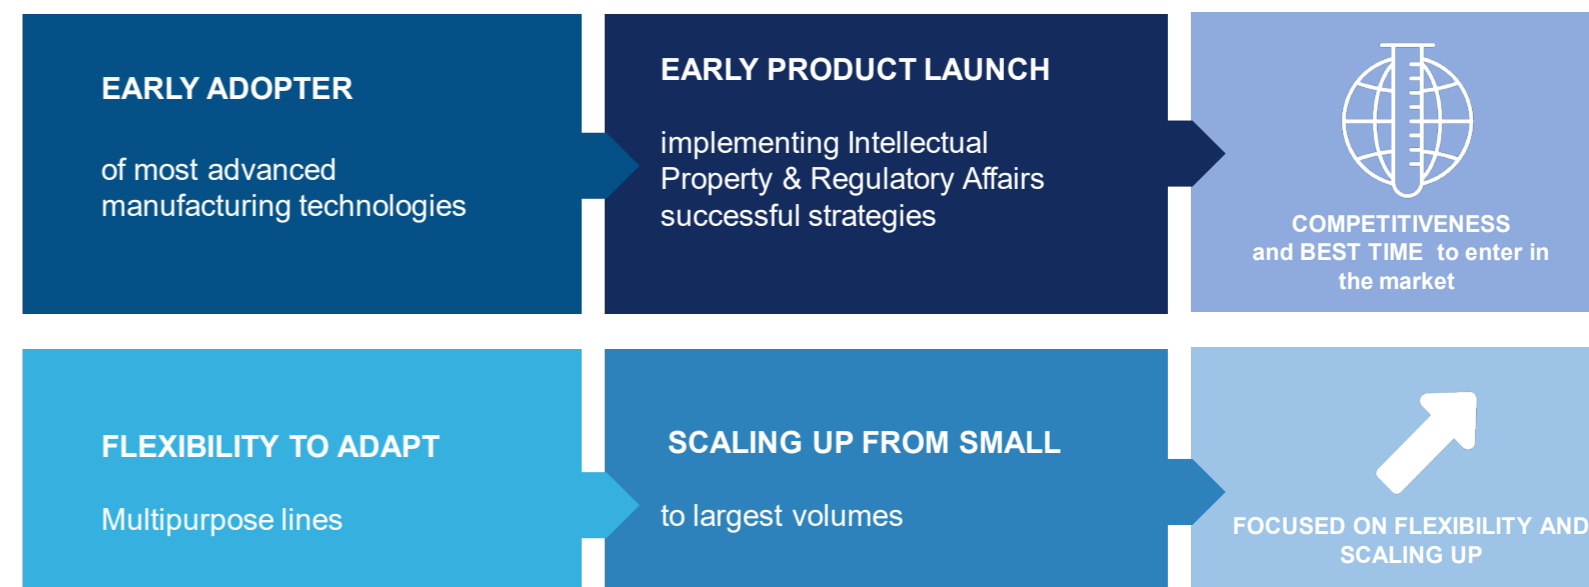 EARLY ADOPTER
of most advanced
manufacturing technologies
EARLY PRODUCT LAUNCH
implementing Intellectual
Property & Regulatory Affairs
successful strategies
COMPETITIVENESS
and BEST TIME to enter in
the market
FLEXIBILITY TO ADAPT
Multipurpose lines
SCALING UP FROM SMALL
to largest volumes
FOCUSED ON FLEXIBILITY AND
SCALING UP